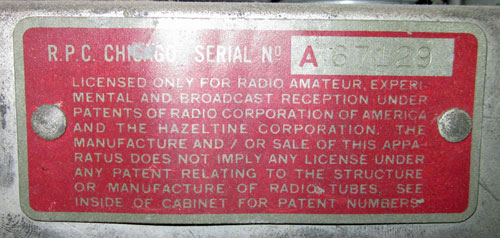 R.P.C. CHICAGO SERIAL NO A 67129
LICENSED ONLY FOR RADIO AMATEUR, EXPERI-
MENTAL AND BROADCAST RECEPTION UNDER
PATENTS OF RADIO CORPORATION OF AMERICA
AND THE HAZELTINE CORPORATION. THE
MANUFACTURE AND / OR SALE OF THIS APPA-
RATUS DOES NOT IMPLY ANY LICENSE UNDER
ANY PATENT RELATING TO THE STRUCTURE
OR MANUFACTURE OF RADIO TUBES, SEE
INSIDE OF CABINET FOR PATENT NUMBERS